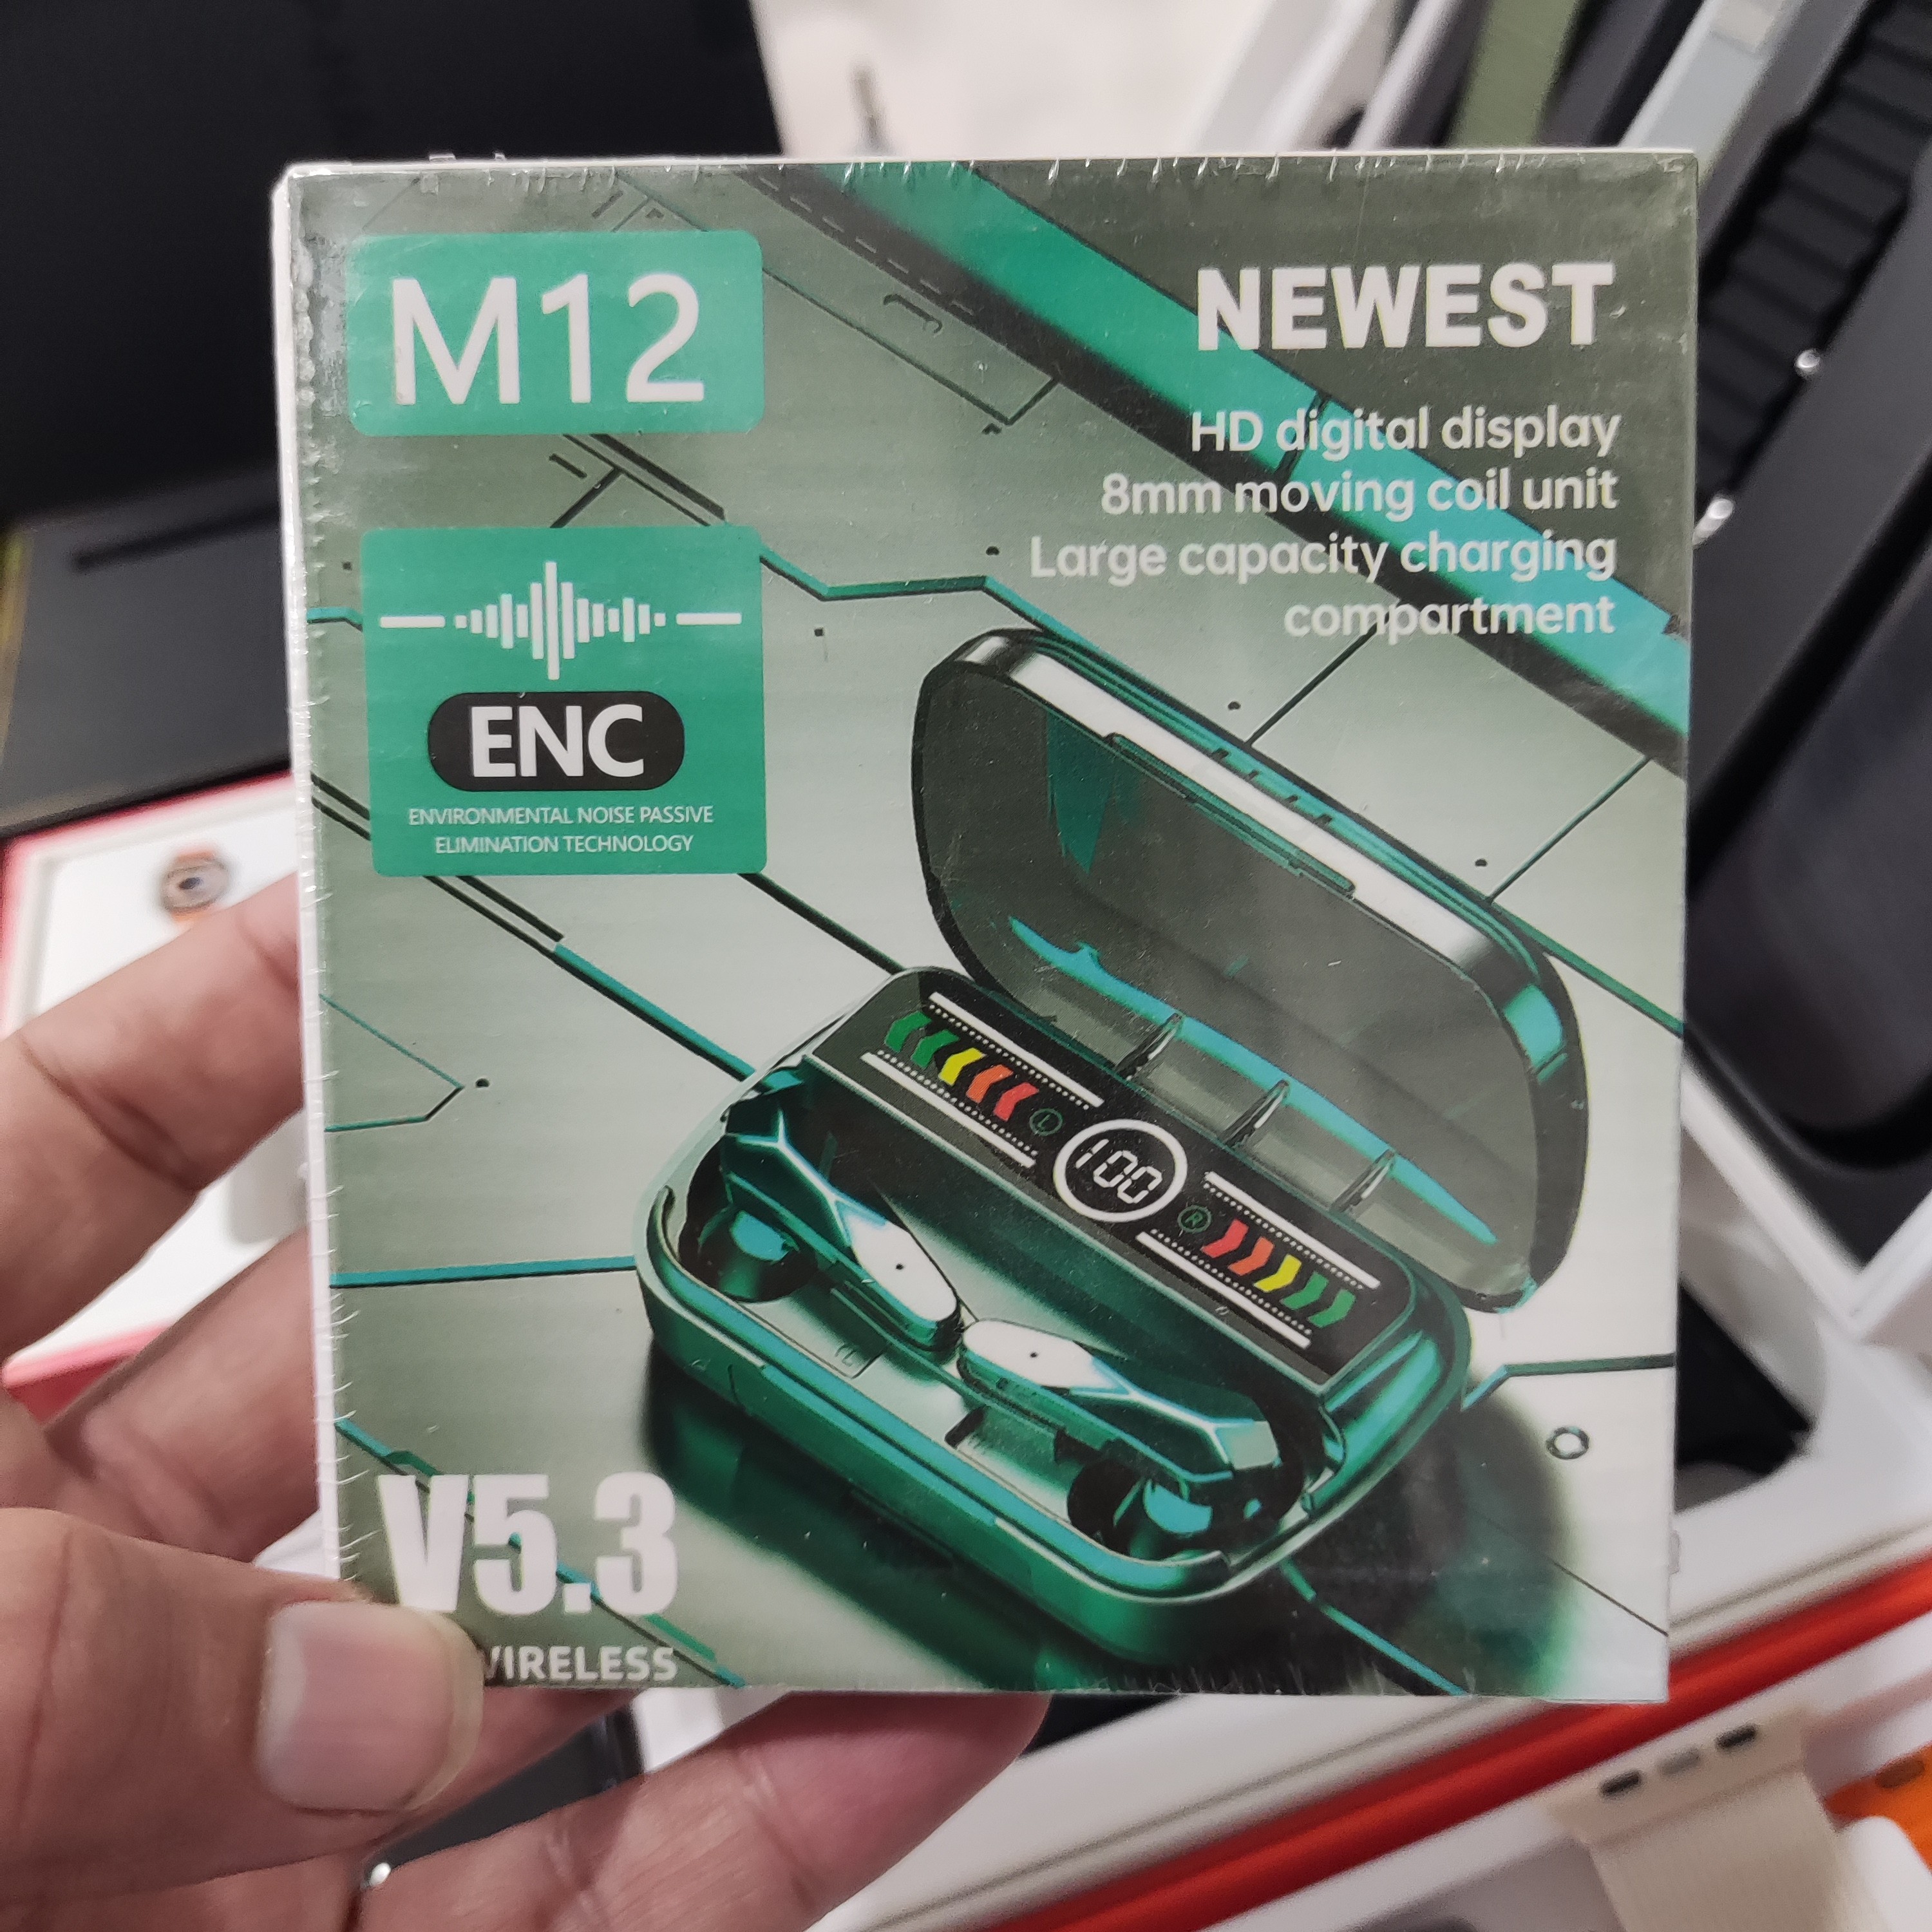 M12
NEWEST
HD digital display
8mm moving coil unit
Large capacity charging
compartment
ENC
ENVIRONMENTAL NOISE PASSIVE
ELIMINATION TECHNOLOGY
L
100
R
L
V5.3
WIRELESS